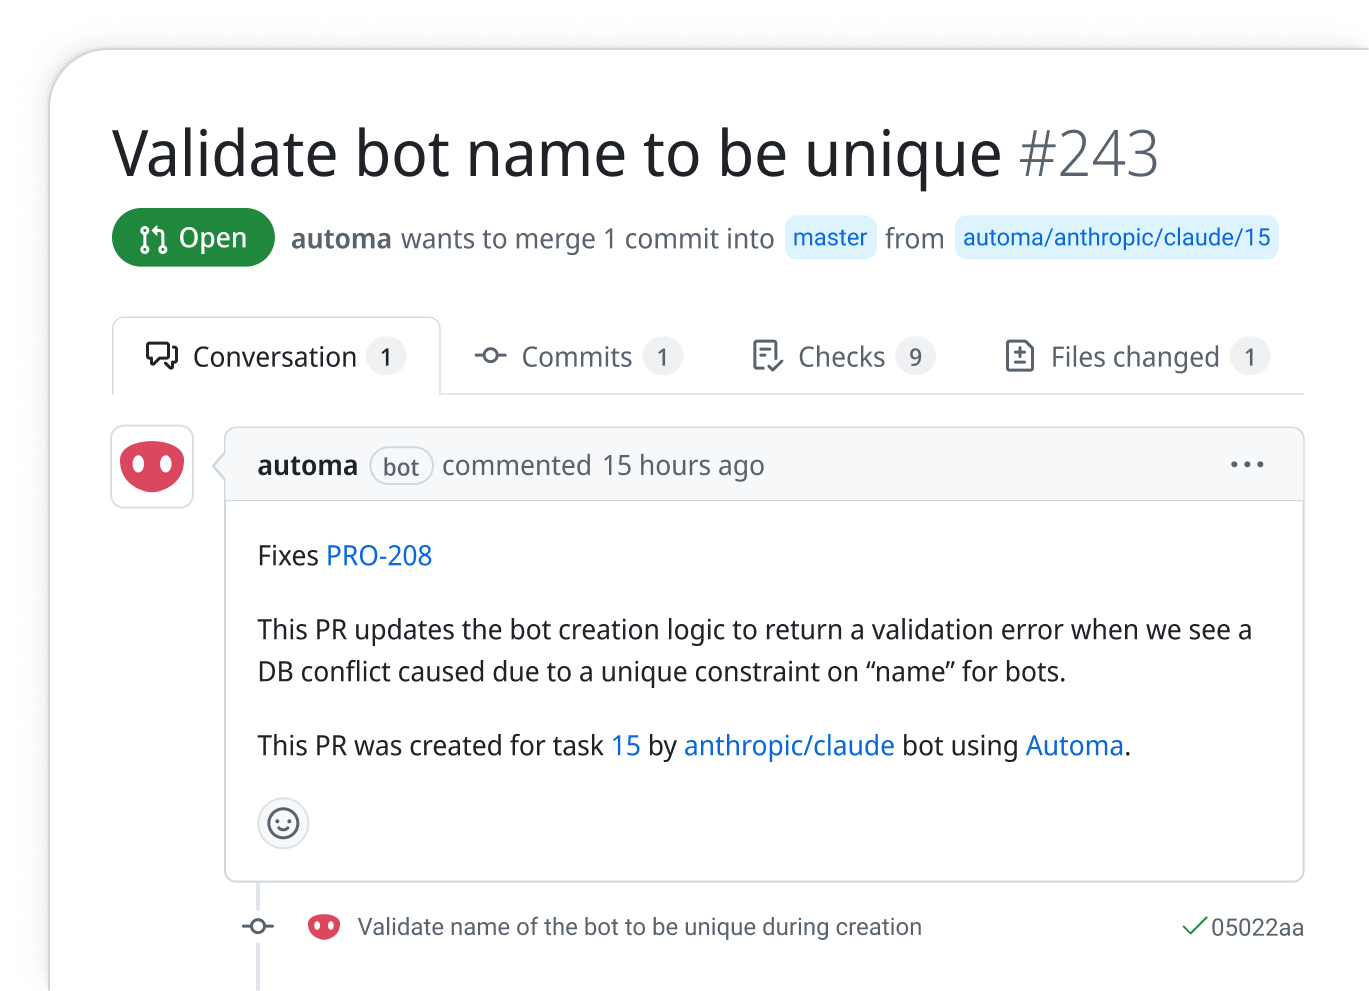 Validate bot name to be unique #243
Open automa wants to merge 1 commit into master from automa/anthropic/claude/15
Conversation 1 Commits 1 Checks 9 Files changed 1
automa bot commented 15 hours ago
Fixes PRO-208
This PR updates the bot creation logic to return a validation error when we see a
DB conflict caused due to a unique constraint on “name” for bots.
This PR was created for task 15 by anthropic/claude bot using Automa.
Validate name of the bot to be unique during creation 05022aa